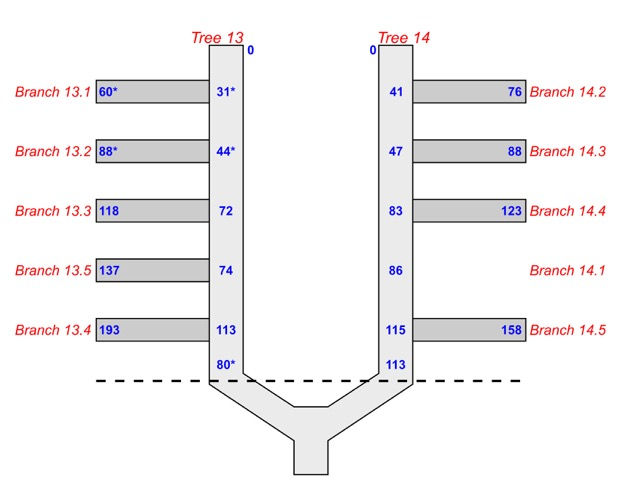 Tree 13 Tree 14
0 0
Branch 13.1 60* 31* 41 76 Branch 14.2
Branch 13.2 88* 44* 47 88 Branch 14.3
Branch 13.3 118 72 83 123 Branch 14.4
Branch 13.5 137 74 86 Branch 14.1
Branch 13.4 193 113 115 158 Branch 14.5
80* 113